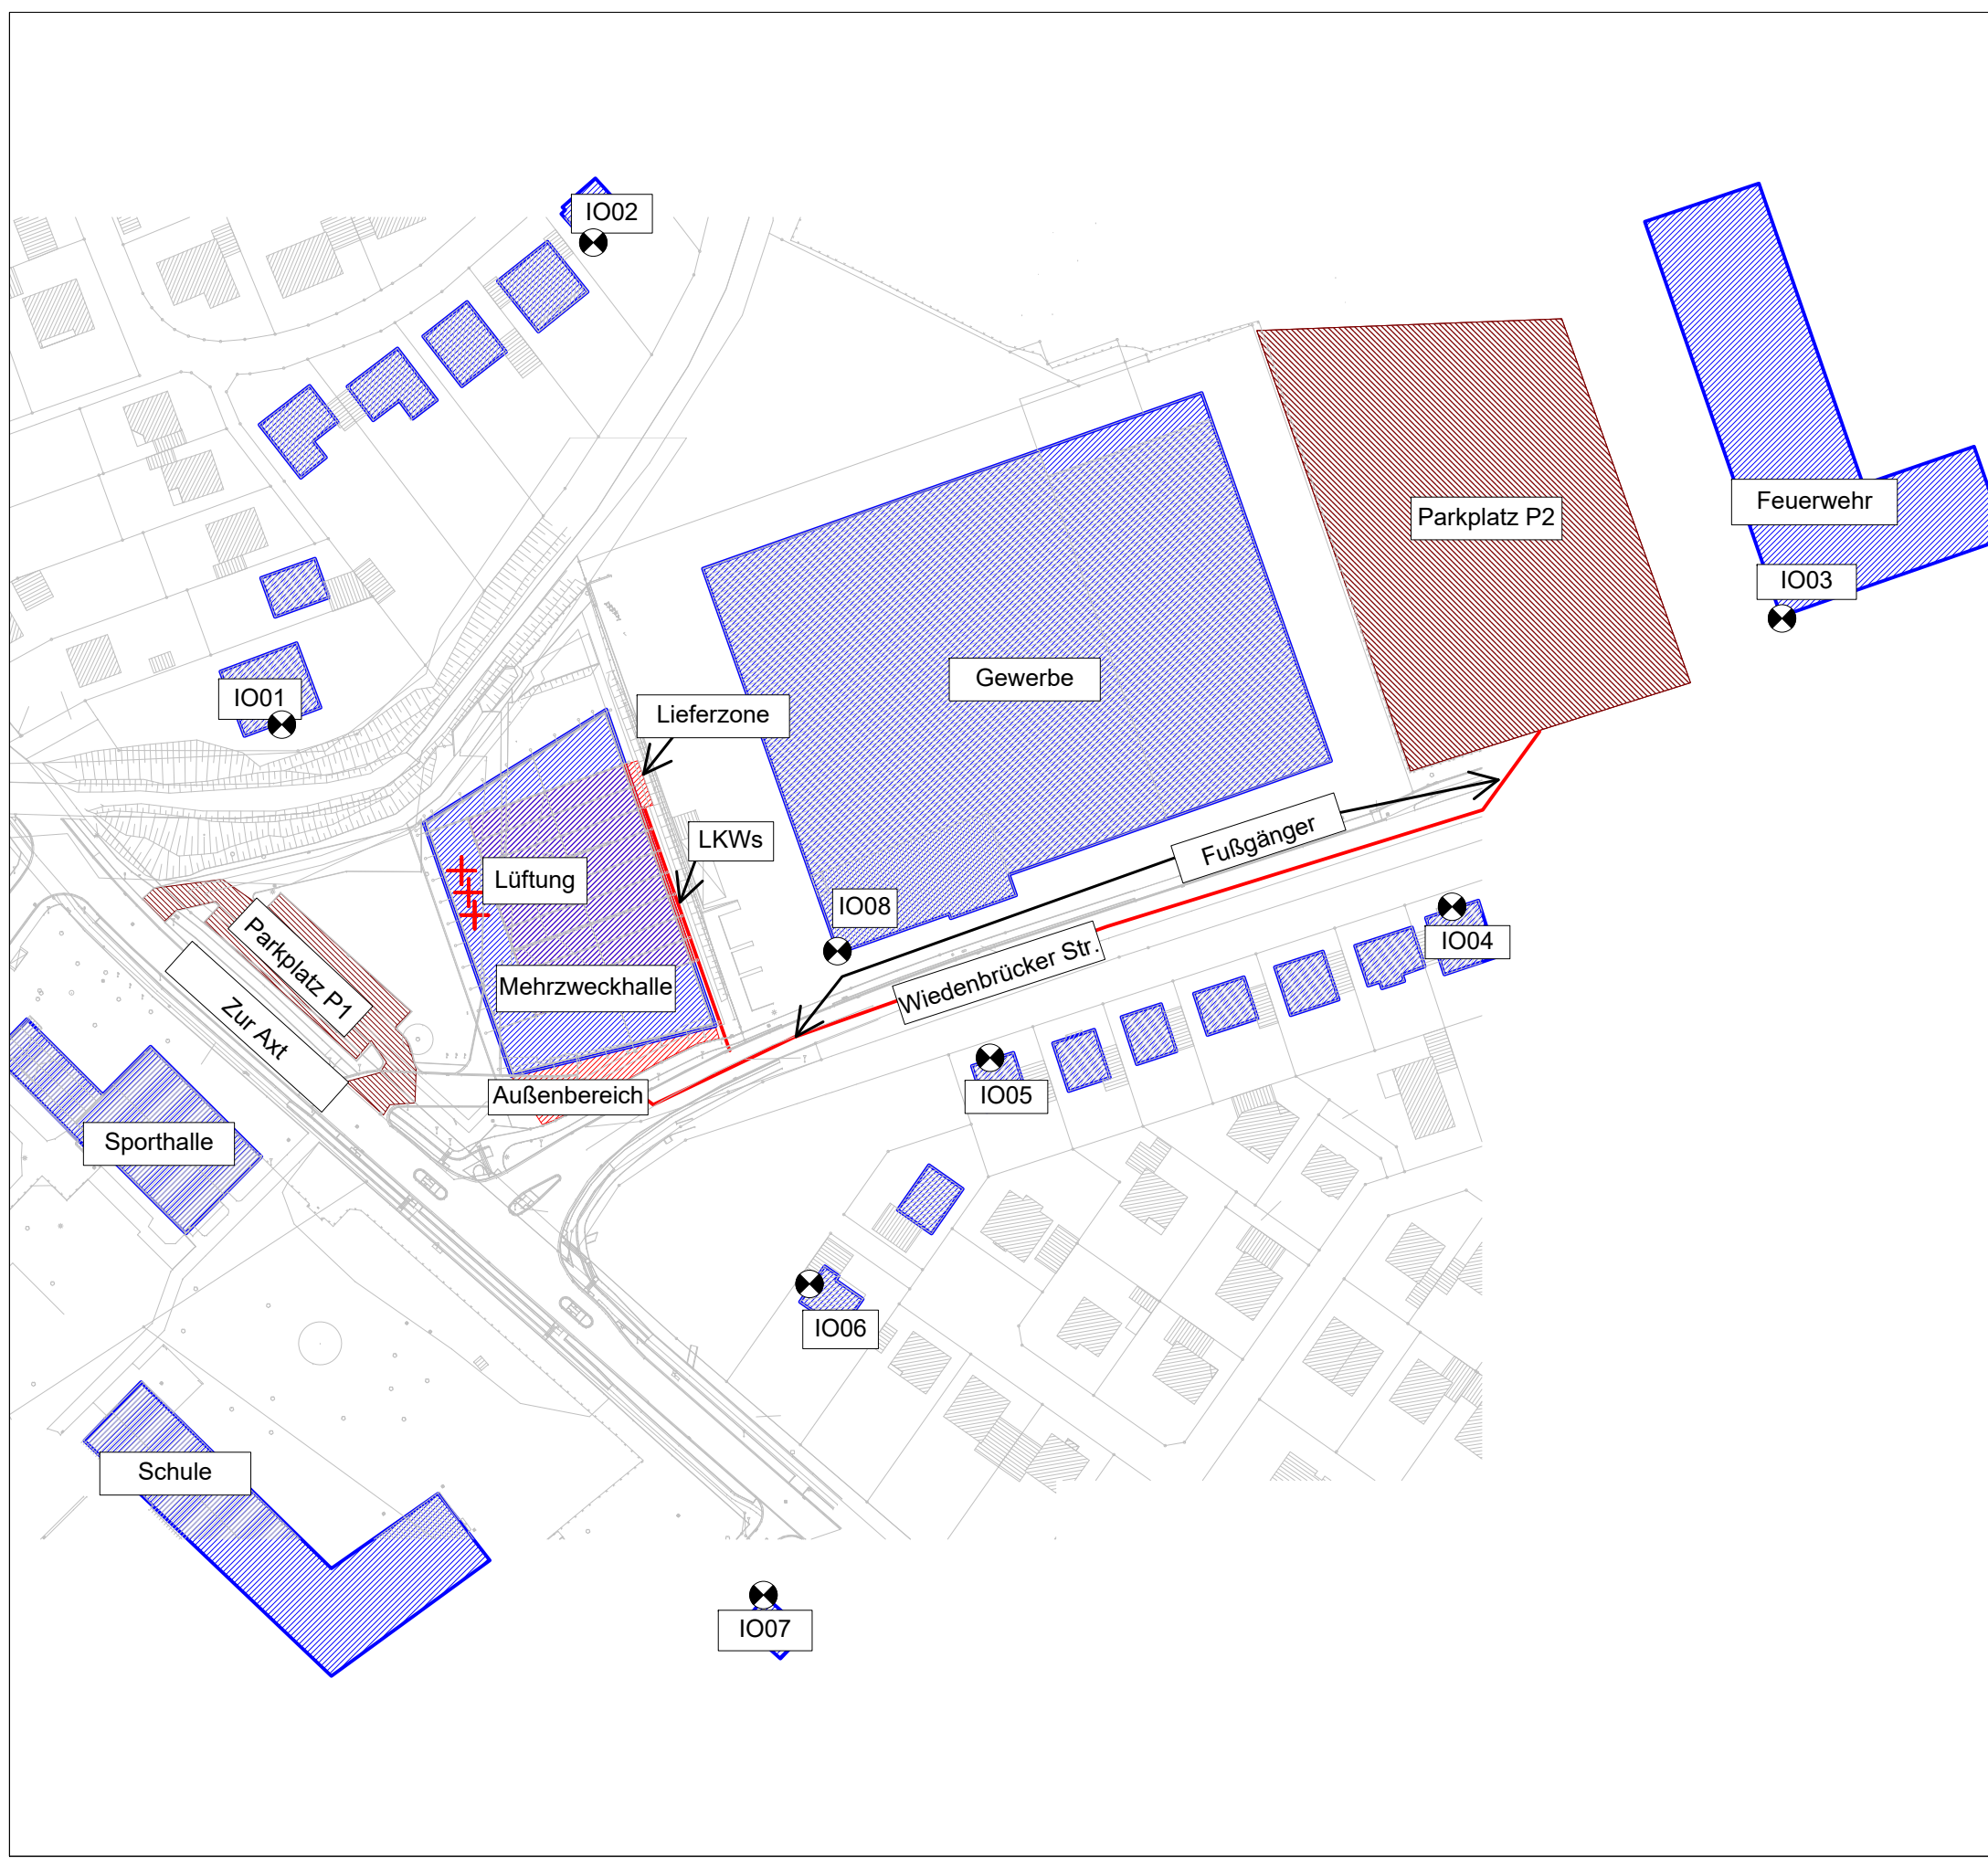 IO02
Feuerwehr
Parkplatz P2
IO03
Gewerbe
IO01
Lieferzone
LKWs
Fußgänger
Lüftung
IO08
Parkplatz P1
IO04
Wiedenbrücker Str.
Mehrzweckhalle
Zur Axt
Außenbereich
IO05
Sporthalle
IO06
Schule
IO07